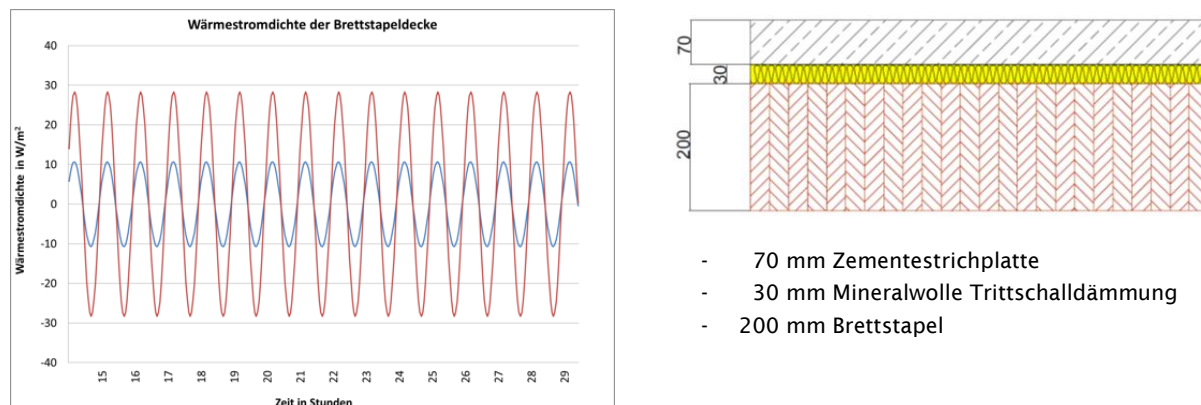 Wärmestromdichte der Brettstapeldecke
Wärmestromdichte in W/m²
40
30
20
10
0
-10
-20
-30
-40
15 16 17 18 19 20 21 22 23 24 25 26 27 28 29
Zeit in Stunden
70
30
200
- 70 mm Zementestrichplatte
- 30 mm Mineralwolle Trittschalldämmung
- 200 mm Brettstapel